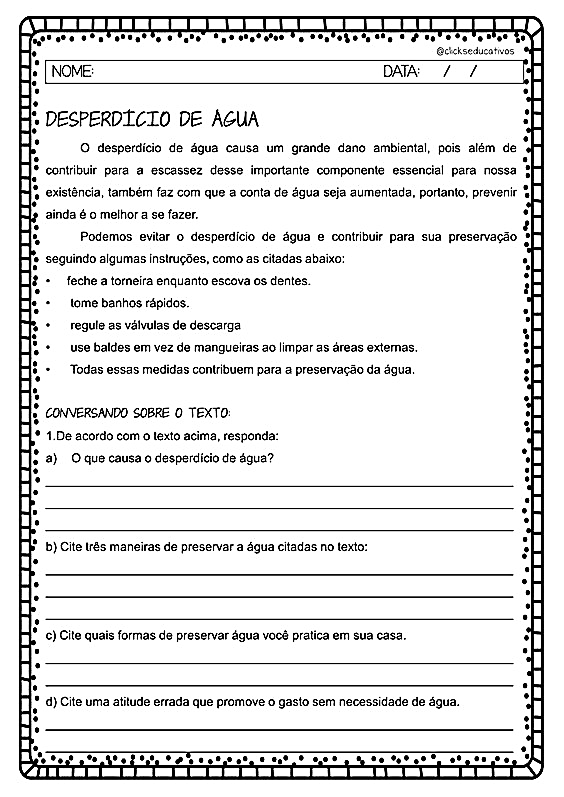 @clickseducativos
NOME: DATA: / /
DESPERDÍCIO DE ÁGUA
O desperdício de água causa um grande dano ambiental, pois além de
contribuir para a escassez desse importante componente essencial para nossa
existência, também faz com que a conta de água seja aumentada, portanto, prevenir
ainda é o melhor a se fazer.
Podemos evitar o desperdício de água e contribuir para sua preservação
seguindo algumas instruções, como as citadas abaixo:
• feche a torneira enquanto escova os dentes.
• tome banhos rápidos.
• regule as válvulas de descarga
• use baldes em vez de mangueiras ao limpar as áreas externas.
• Todas essas medidas contribuem para a preservação da água.
CONVERSANDO SOBRE O TEXTO:
1.De acordo com o texto acima, responda:
a) O que causa o desperdício de água?
b) Cite três maneiras de preservar a água citadas no texto:
c) Cite quais formas de preservar água você pratica em sua casa.
d) Cite uma atitude errada que promove o gasto sem necessidade de água.